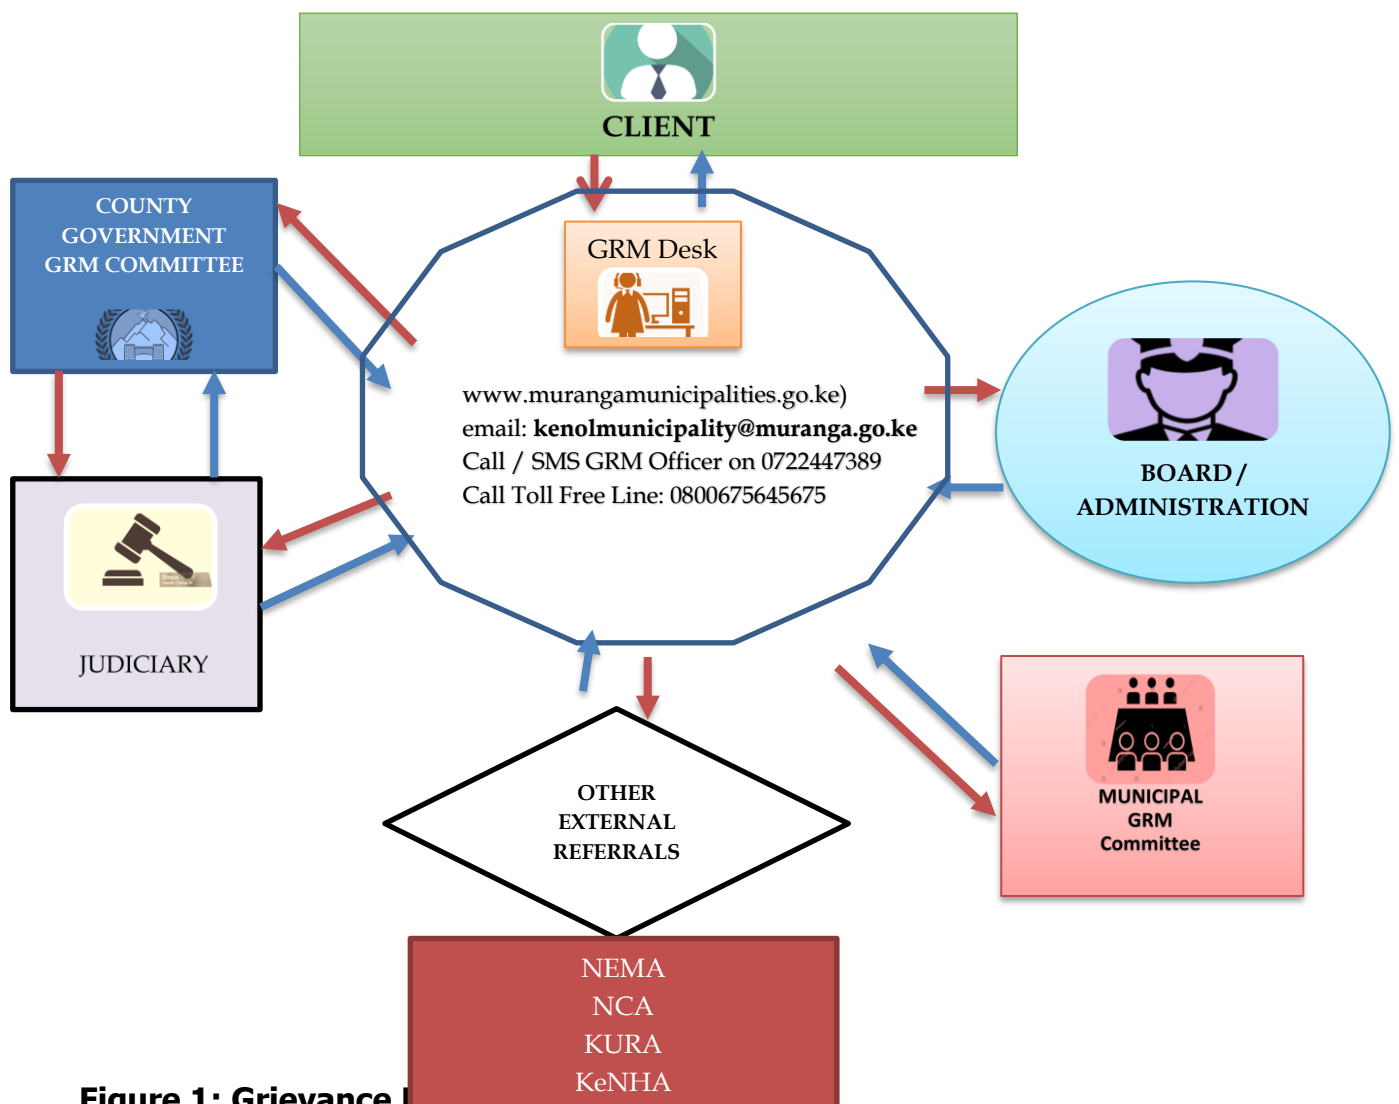 CLIENT
COUNTY
GOVERNMENT
GRM COMMITTEE
GRM Desk
www.murangamunicipalities.go.ke)
email: kenolmunicipality@muranga.go.ke
Call / SMS GRM Officer on 0722447389
Call Toll Free Line: 0800675645675
BOARD /
ADMINISTRATION
JUDICIARY
MUNICIPAL
GRM
Committee
OTHER
EXTERNAL
REFERRALS
NEMA
NCA
KURA
KeNHA
Figure 1: Grievance